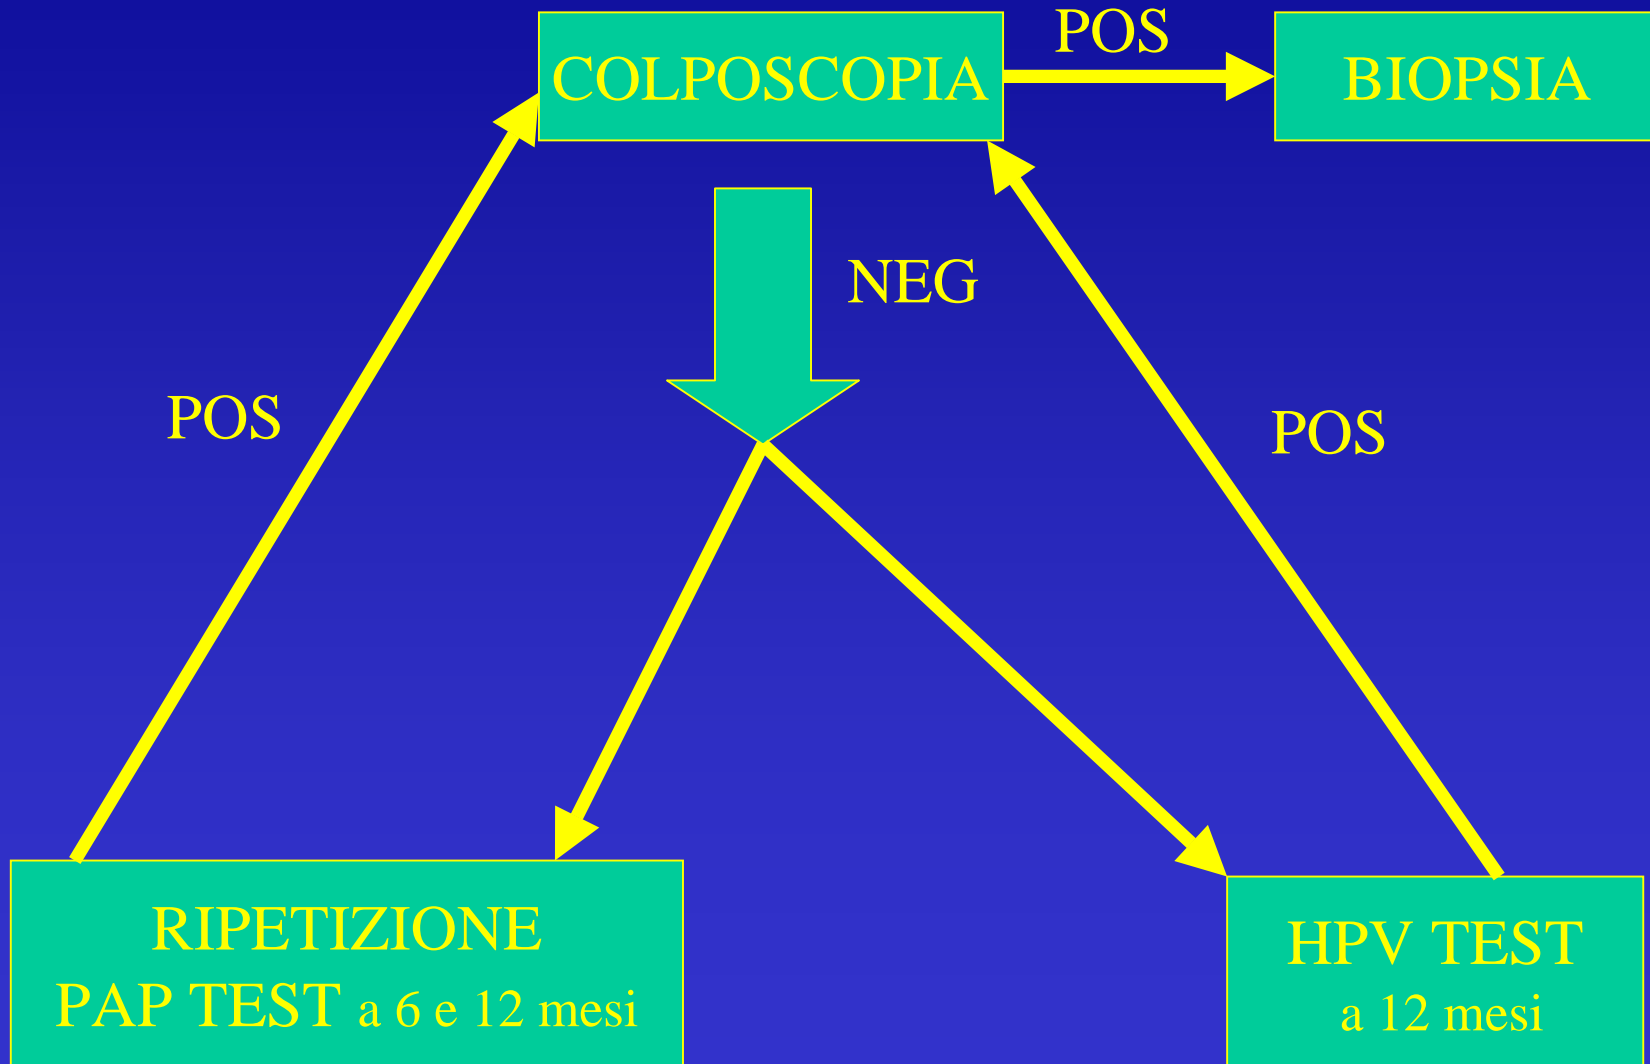 POS
COLPOSCOPIA
BIOPSIA
NEG
POS
POS
RIPETIZIONE
PAP TEST a 6 e 12 mesi
HPV TEST
a 12 mesi